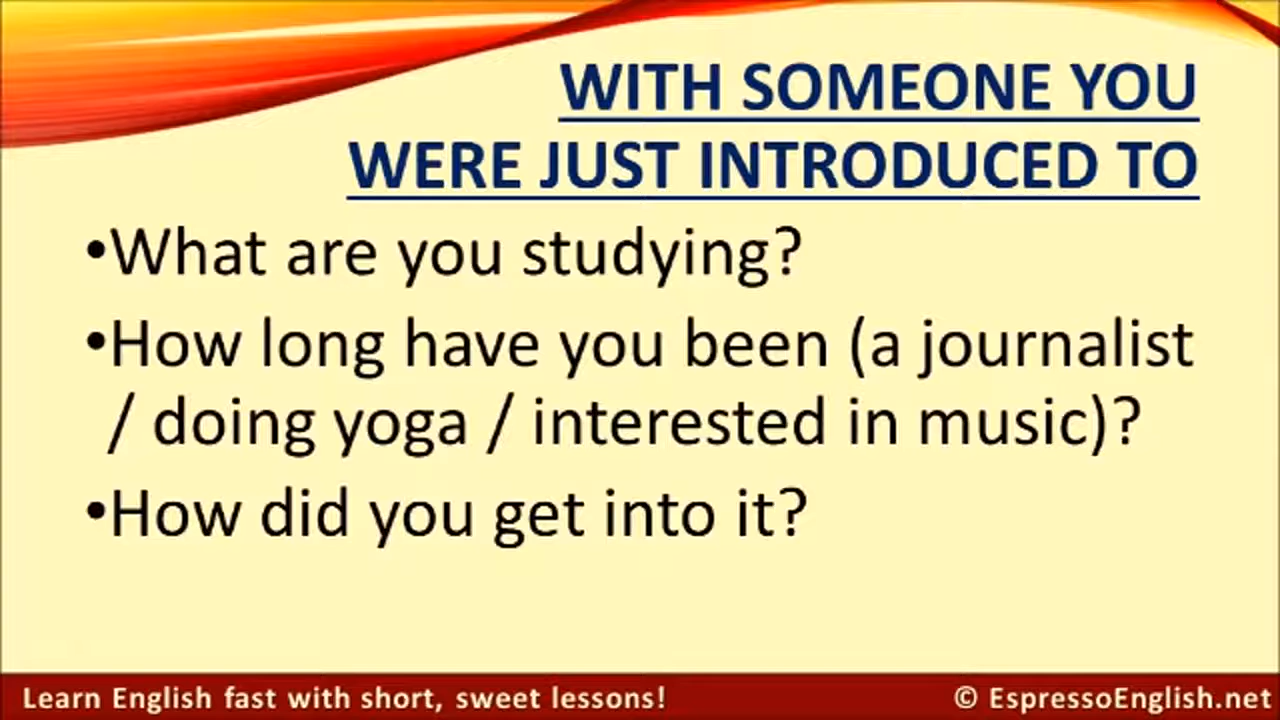 WITH SOMEONE YOU
WERE JUST INTRODUCED TO
•What are you studying?
•How long have you been (a journalist
/ doing yoga / interested in music)?
•How did you get into it?
Learn English fast with short, sweet lessons!
© EspressoEnglish.net